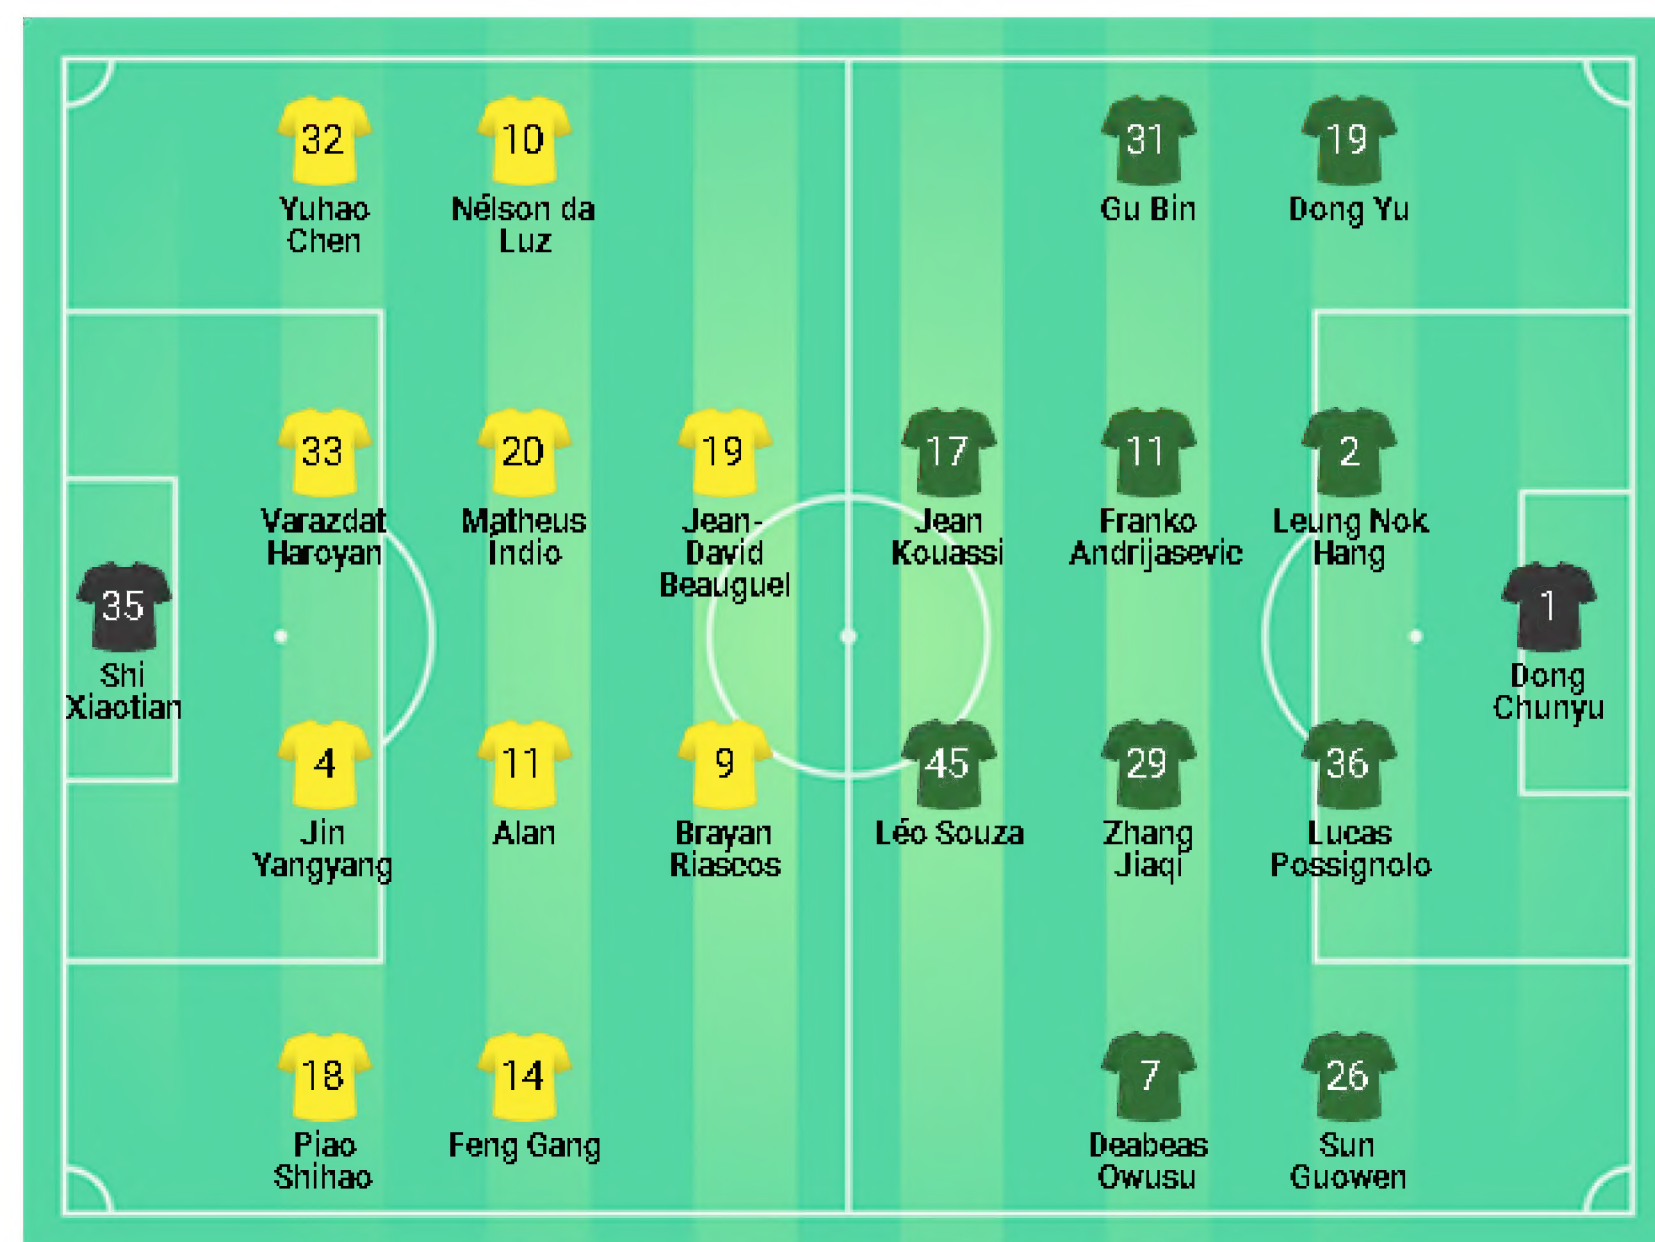 32
Yuhao
Chen
10
Nélson da
Luz
31
Gu Bin
19
Dong Yu
33
Varazdat
Haroyan
20
Matheus
Índio
19
Jean-
David
Beauguel
17
Jean
Kouassi
11
Franko
Andrijasevic
2
Leung Nok
Hang
35
Shi
Xiaotian
1
Dong
Chunyu
4
Jin
Yangyang
11
Alan
9
Brayan
Riascos
45
Léo Souza
29
Zhang
Jiaqi
36
Lucas
Possignolo
18
Piao
Shihao
14
Feng Gang
7
Deabeas
Owusu
26
Sun
Guowen